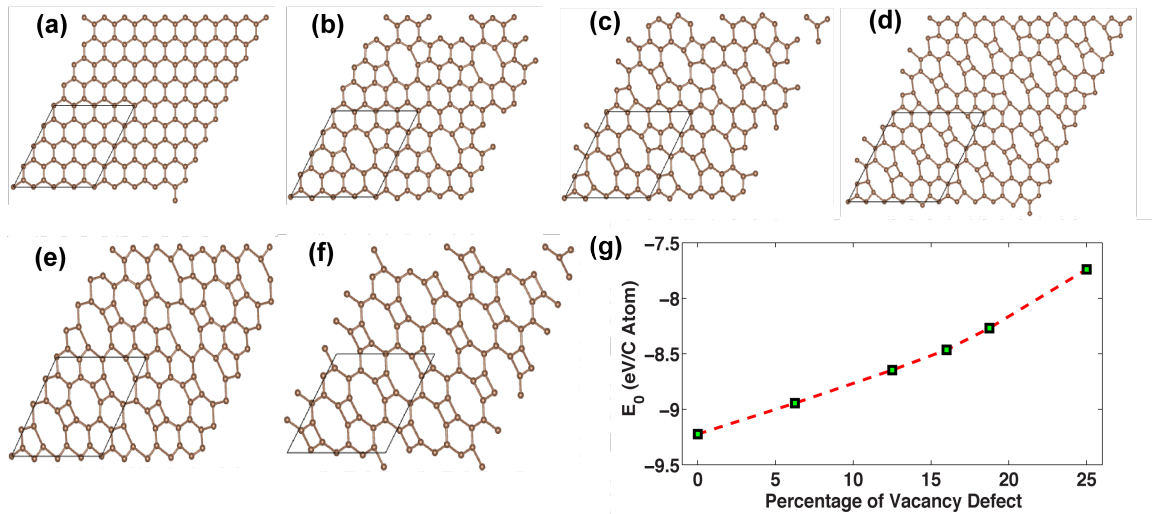 (a)
(b)
(c)
(d)
(e)
(f)
(g)
−7.5
−8
−8.5
−9
−9.5
E0 (eV/C Atom)
0 5 10 15 20 25
Percentage of Vacancy Defect